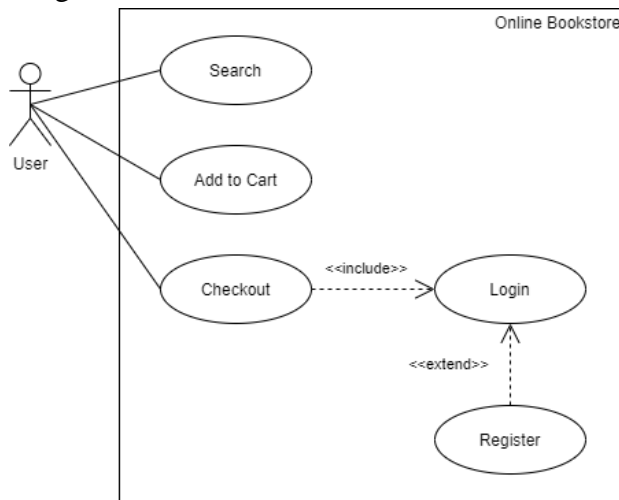 Online Bookstore
Search
User
Add to Cart
Checkout
<<include>>
Login
<<extend>>
Register